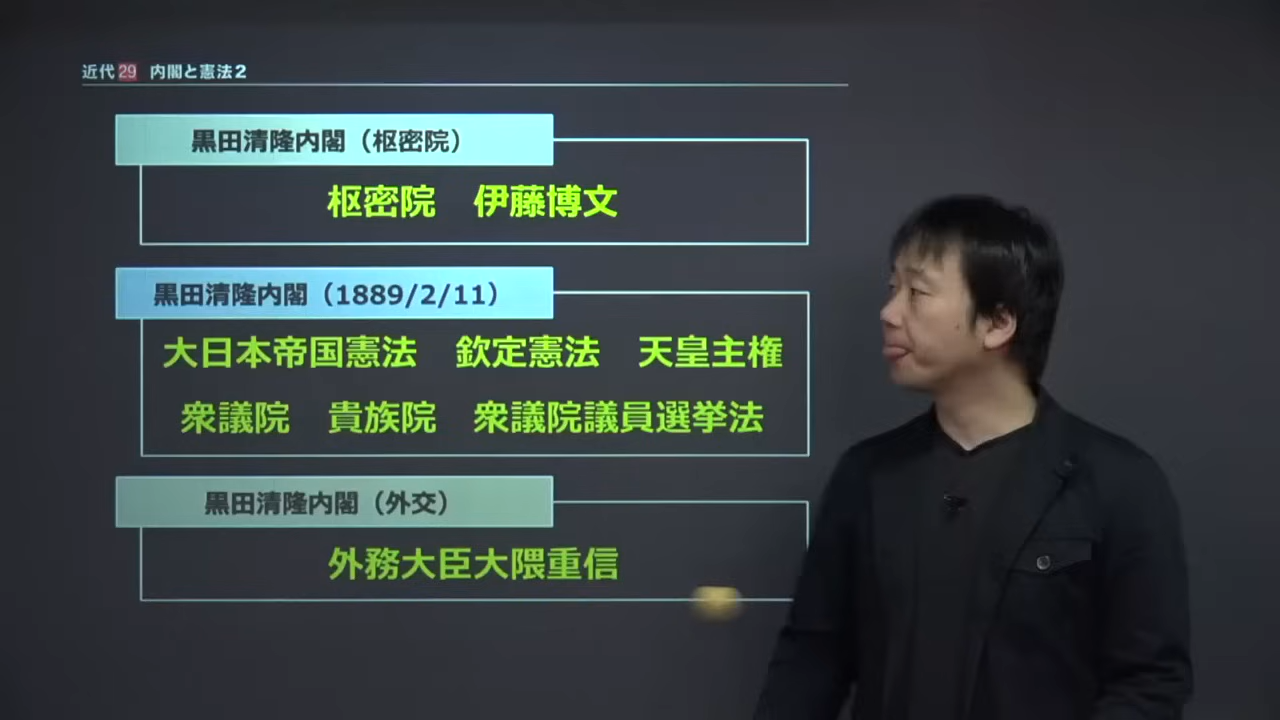 近代29 内閣と憲法2
黒田清隆内閣（枢密院）
枢密院 伊藤博文
黒田清隆内閣（1889/2/11）
大日本帝国憲法 欽定憲法 天皇主権
衆議院 貴族院 衆議院議員選挙法
黒田清隆内閣（外交）
外務大臣大隈重信